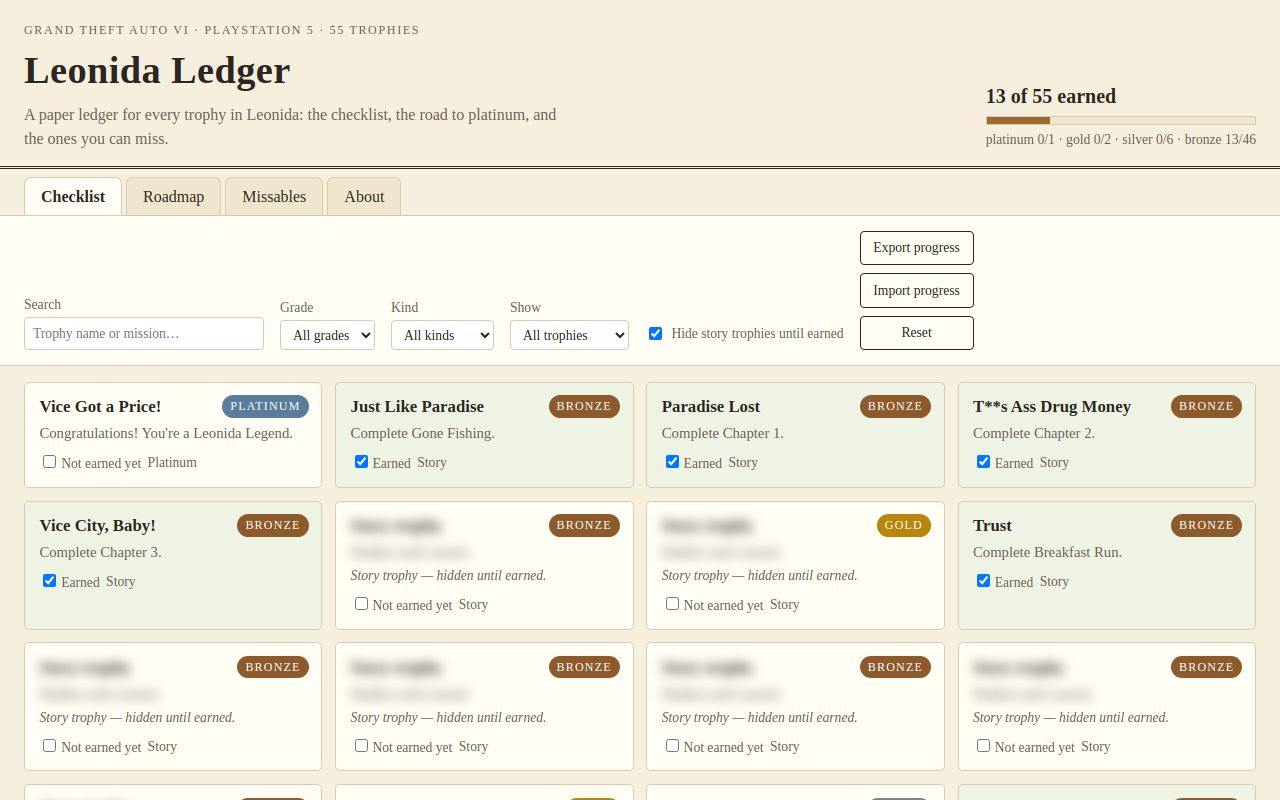 GRAND THEFT AUTO VI · PLAYSTATION 5 · 55 TROPHIES
Leonida Ledger
A paper ledger for every trophy in Leonida: the checklist, the road to platinum, and
the ones you can miss.
13 of 55 earned
platinum 0/1 · gold 0/2 · silver 0/6 · bronze 13/46
Checklist
Roadmap
Missables
About
Search
Trophy name or mission…
Grade
All grades
Kind
All kinds
Show
All trophies
Hide story trophies until earned
Export progress
Import progress
Reset
Vice Got a Price!
PLATINUM
Congratulations! You're a Leonida Legend.
Not earned yet Platinum
Just Like Paradise
BRONZE
Complete Gone Fishing.
Earned Story
Paradise Lost
BRONZE
Complete Chapter 1.
Earned Story
T**s Ass Drug Money
BRONZE
Complete Chapter 2.
Earned Story
Vice City, Baby!
BRONZE
Complete Chapter 3.
Earned Story
BRONZE
Story trophy — hidden until earned.
Not earned yet Story
GOLD
Story trophy — hidden until earned.
Not earned yet Story
Trust
BRONZE
Complete Breakfast Run.
Earned Story
BRONZE
Story trophy — hidden until earned.
Not earned yet Story
BRONZE
Story trophy — hidden until earned.
Not earned yet Story
BRONZE
Story trophy — hidden until earned.
Not earned yet Story
BRONZE
Story trophy — hidden until earned.
Not earned yet Story